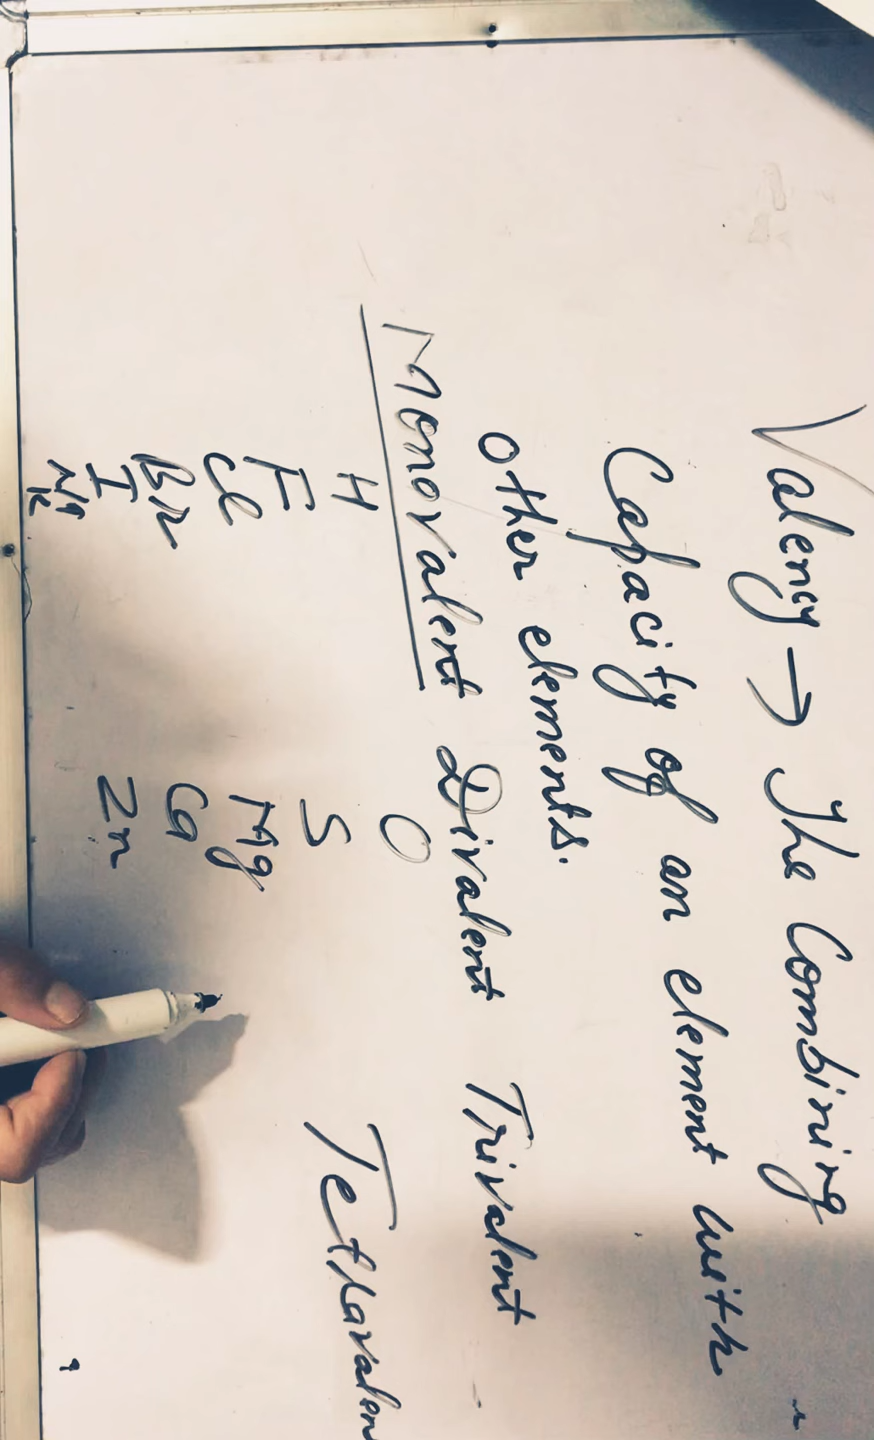 Valency → The Combining
Capacity of an element with
other elements.
Monovalent Divalent Trivalent
Tetravalen
H O
F S
Cl Mg
Br Ca
I Zn
Na
K